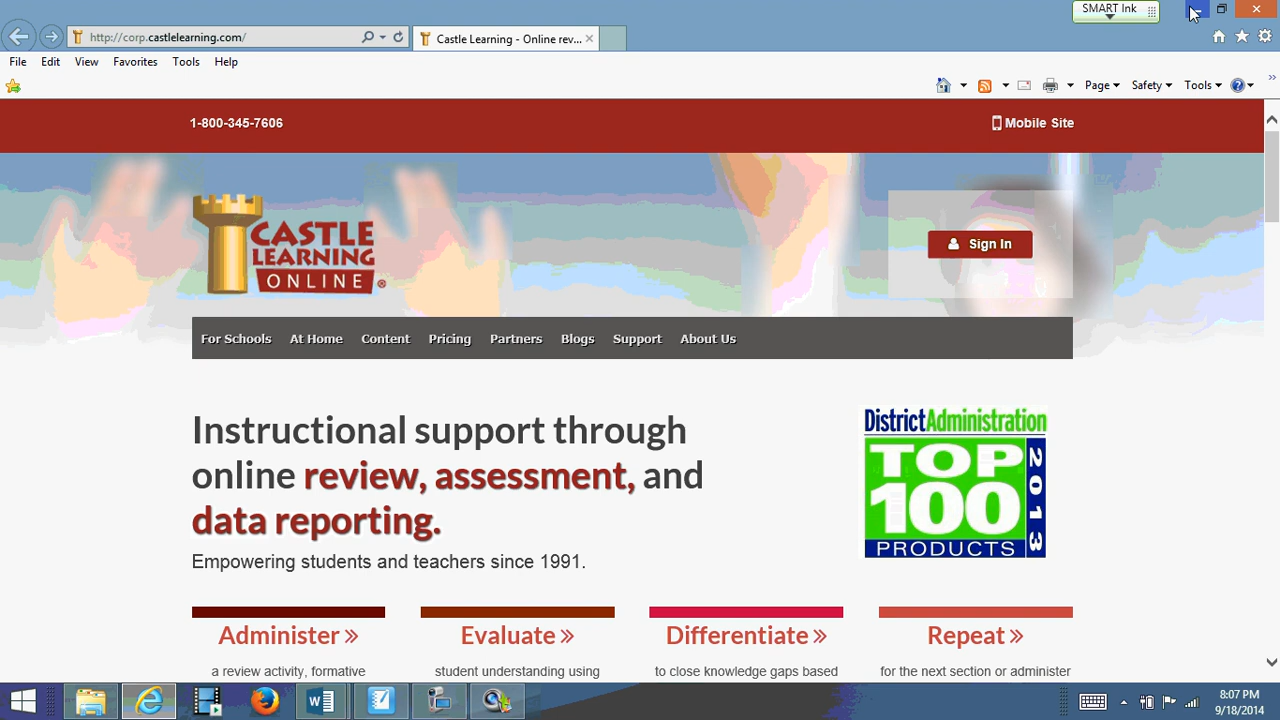 SMART Ink
http://corp.castlelearning.com/
Castle Learning - Online rev...
File Edit View Favorites Tools Help
Page Safety Tools
1-800-345-7606
Mobile Site
CASTLE
LEARNING
ONLINE
Sign In
For Schools At Home Content Pricing Partners Blogs Support About Us
Instructional support through
online review, assessment, and
data reporting.
Empowering students and teachers since 1991.
DistrictAdministration
TOP
100
PRODUCTS
2013
Administer »
Evaluate »
Differentiate »
Repeat »
a review activity, formative
student understanding using
to close knowledge gaps based
for the next section or administer
8:07 PM
9/18/2014